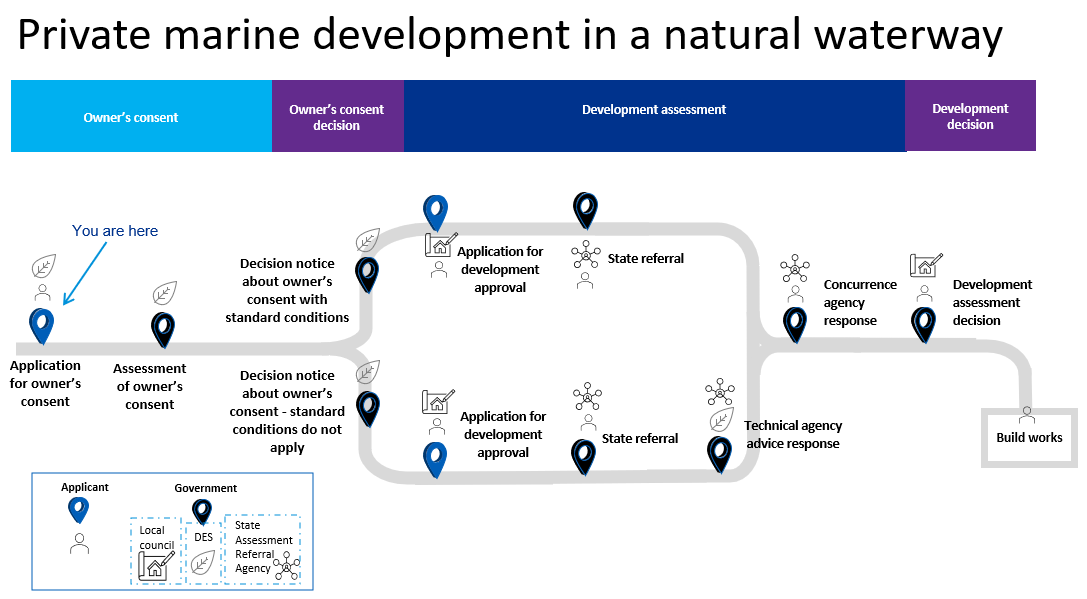 Private marine development in a natural waterway
Owner's consent
Owner's consent
decision
Development assessment
Development
decision
You are here
Application
for owner's
consent
Assessment
of owner's
consent
Decision notice
about owner's
consent with
standard conditions
Decision notice
about owner's
consent - standard
conditions do not
apply
Application for
development
approval
State referral
Application for
development
approval
State referral
Technical agency
advice response
Concurrence
agency
response
Development
assessment
decision
Build works
Applicant
Government
Local
council
DES
State
Assessment
Referral
Agency